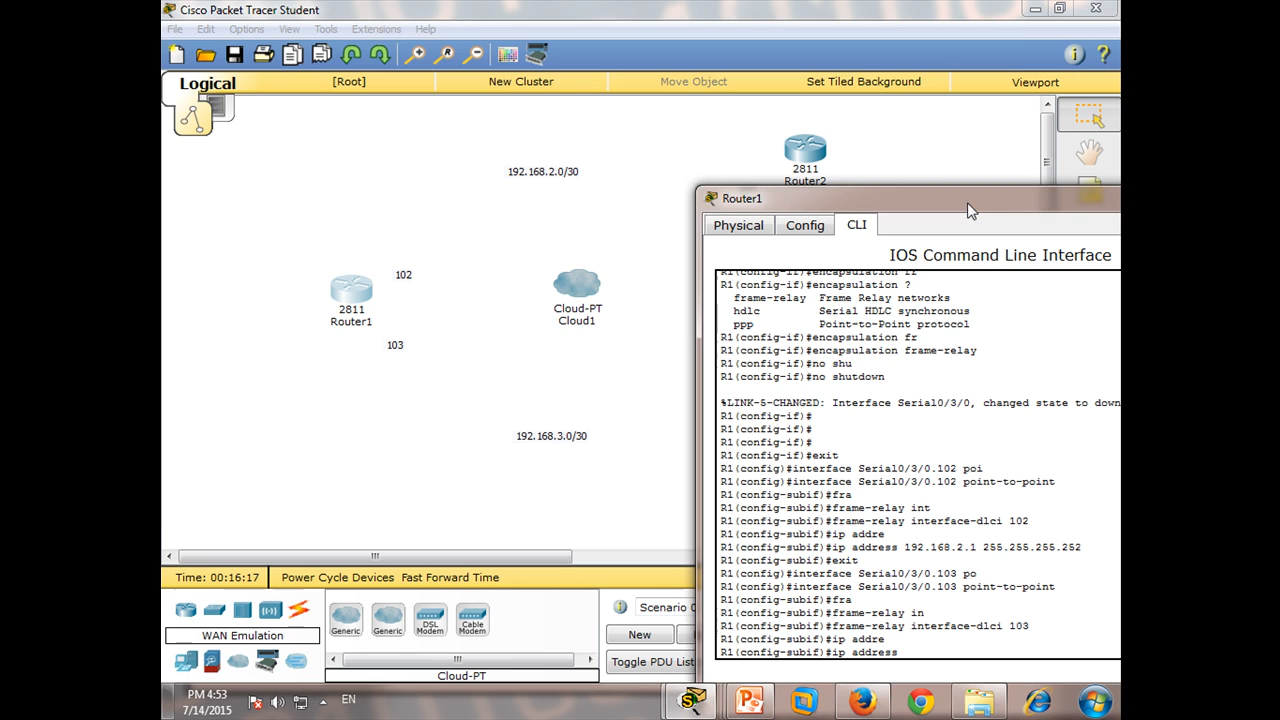 Cisco Packet Tracer Student
File Edit Options View Tools Extensions Help
Logical
[Root]
New Cluster
Move Object
Set Tiled Background
Viewport
192.168.2.0/30
2811
Router2
102
2811
Router1
103
Cloud-PT
Cloud1
192.168.3.0/30
Router1
Physical Config CLI
IOS Command Line Interface
R1(config-if)#encapsulation fr
R1(config-if)#encapsulation ?
frame-relay Frame Relay networks
hdlc Serial HDLC synchronous
ppp Point-to-Point protocol
R1(config-if)#encapsulation fr
R1(config-if)#encapsulation frame-relay
R1(config-if)#no shu
R1(config-if)#no shutdown
%LINK-5-CHANGED: Interface Serial0/3/0, changed state to down
R1(config-if)#
R1(config-if)#
R1(config-if)#
R1(config-if)#exit
R1(config)#interface Serial0/3/0.102 poi
R1(config)#interface Serial0/3/0.102 point-to-point
R1(config-subif)#fra
R1(config-subif)#frame-relay int
R1(config-subif)#frame-relay interface-dlci 102
R1(config-subif)#ip addre
R1(config-subif)#ip address 192.168.2.1 255.255.255.252
R1(config-subif)#exit
R1(config)#interface Serial0/3/0.103 po
R1(config)#interface Serial0/3/0.103 point-to-point
R1(config-subif)#fra
R1(config-subif)#frame-relay in
R1(config-subif)#frame-relay interface-dlci 103
R1(config-subif)#ip addre
R1(config-subif)#ip address
Time: 00:16:17
Power Cycle Devices Fast Forward Time
WAN Emulation
Generic
Generic
DSL Modem
Cable Modem
Cloud-PT
Scenario 0
New
Toggle PDU List
PM 4:53
7/14/2015
EN